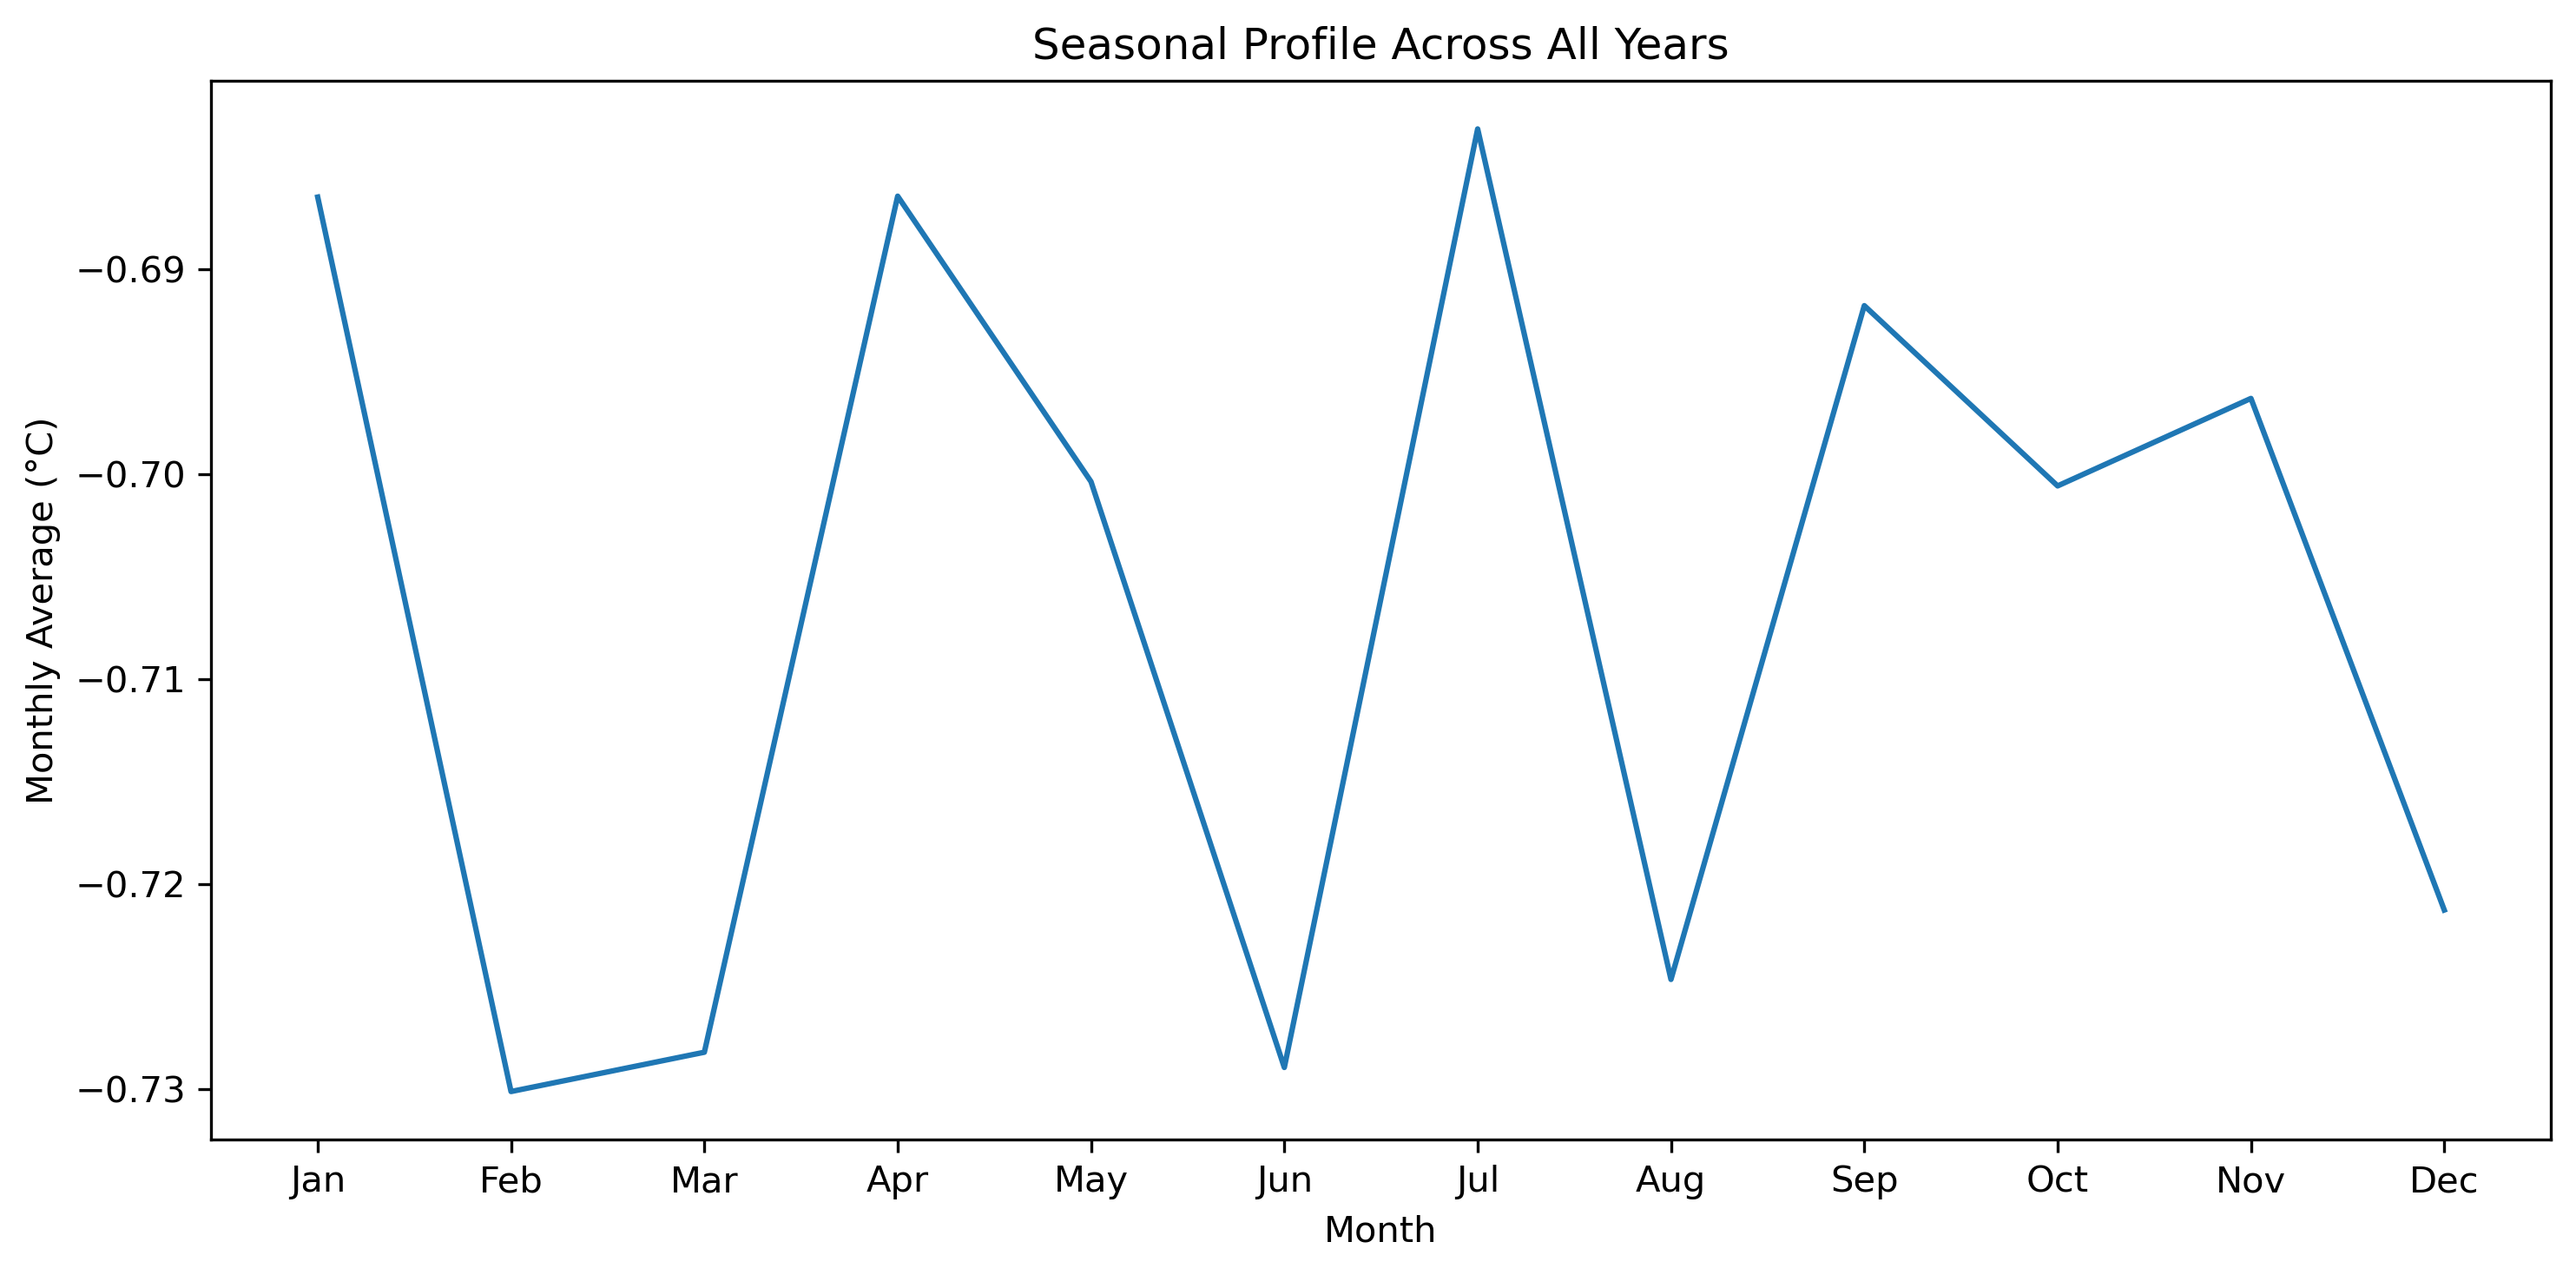 Seasonal Profile Across All Years
Monthly Average (°C)
−0.69
−0.70
−0.71
−0.72
−0.73
Jan Feb Mar Apr May Jun Jul Aug Sep Oct Nov Dec
Month